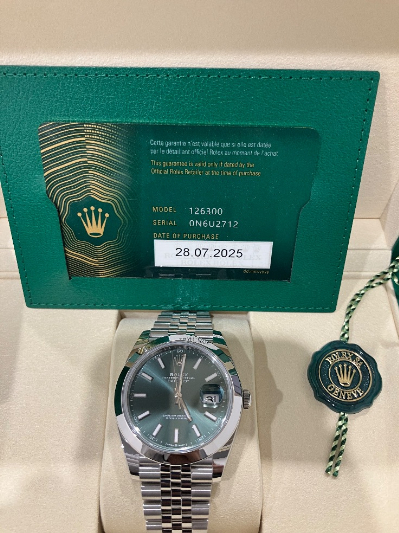 Cette garantie n'est valable que si elle est datée
par le détaillant officiel Rolex au moment de l'achat
This guarantee is valid only if dated by the
Official Rolex Retailer at the time of purchase
MODEL 126300
SERIAL 0N6U2712
DATE OF PURCHASE
28.07.2025
ROLEX
ROLEX SA
GENEVE